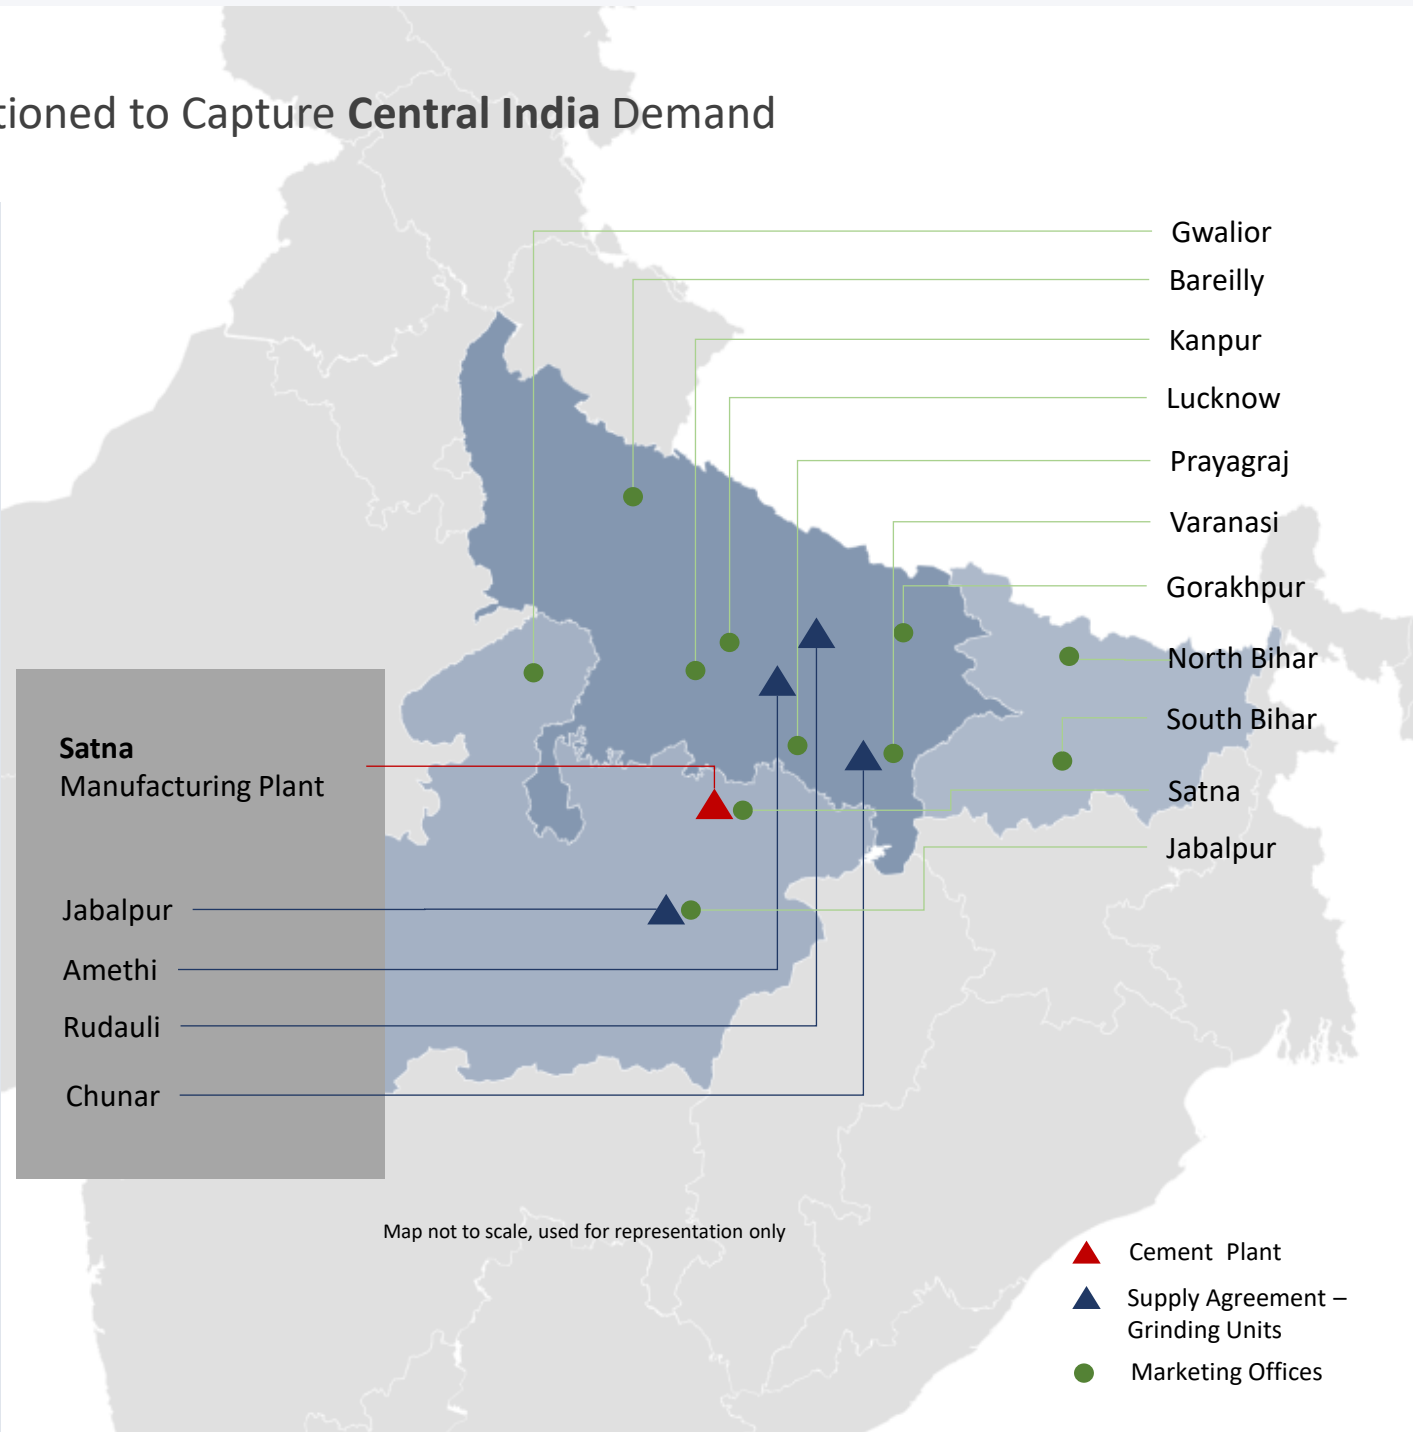 tioned to Capture Central India Demand
Gwalior
Bareilly
Kanpur
Lucknow
Prayagraj
Varanasi
Gorakhpur
North Bihar
South Bihar
Satna
Jabalpur
Satna
Manufacturing Plant
Jabalpur
Amethi
Rudauli
Chunar
Map not to scale, used for representation only
Cement Plant
Supply Agreement –
Grinding Units
Marketing Offices